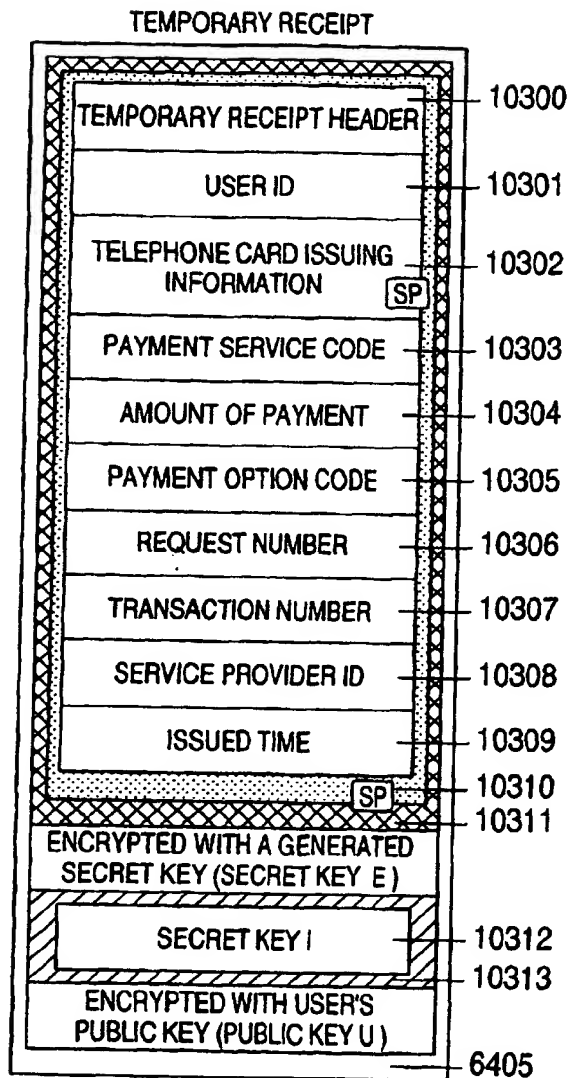 TEMPORARY RECEIPT
TEMPORARY RECEIPT HEADER
10300
USER ID
10301
TELEPHONE CARD ISSUING
INFORMATION
10302
SP
PAYMENT SERVICE CODE
10303
AMOUNT OF PAYMENT
10304
PAYMENT OPTION CODE
10305
REQUEST NUMBER
10306
TRANSACTION NUMBER
10307
SERVICE PROVIDER ID
10308
ISSUED TIME
10309
SP
10310
10311
ENCRYPTED WITH A GENERATED
SECRET KEY (SECRET KEY E)
SECRET KEY I
10312
10313
ENCRYPTED WITH USER'S
PUBLIC KEY (PUBLIC KEY U)
6405